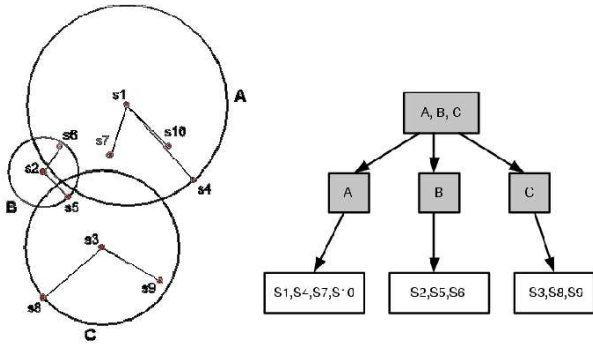 s1
A
s6
s10
s7
s2
s4
B
s5
s3
s9
s8
C
A, B, C
A
B
C
S1,S4,S7,S10
S2,S5,S6
S3,S8,S9